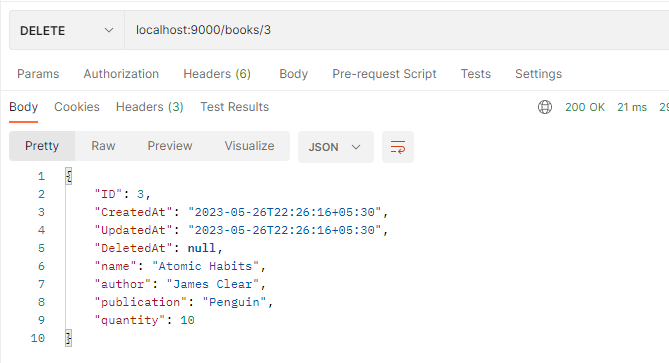 DELETE localhost:9000/books/3
Params Authorization Headers (6) Body Pre-request Script Tests Settings
Body Cookies Headers (3) Test Results 200 OK 21 ms
Pretty Raw Preview Visualize JSON
1 {
2 "ID": 3,
3 "CreatedAt": "2023-05-26T22:26:16+05:30",
4 "UpdatedAt": "2023-05-26T22:26:16+05:30",
5 "DeletedAt": null,
6 "name": "Atomic Habits",
7 "author": "James Clear",
8 "publication": "Penguin",
9 "quantity": 10
10 }